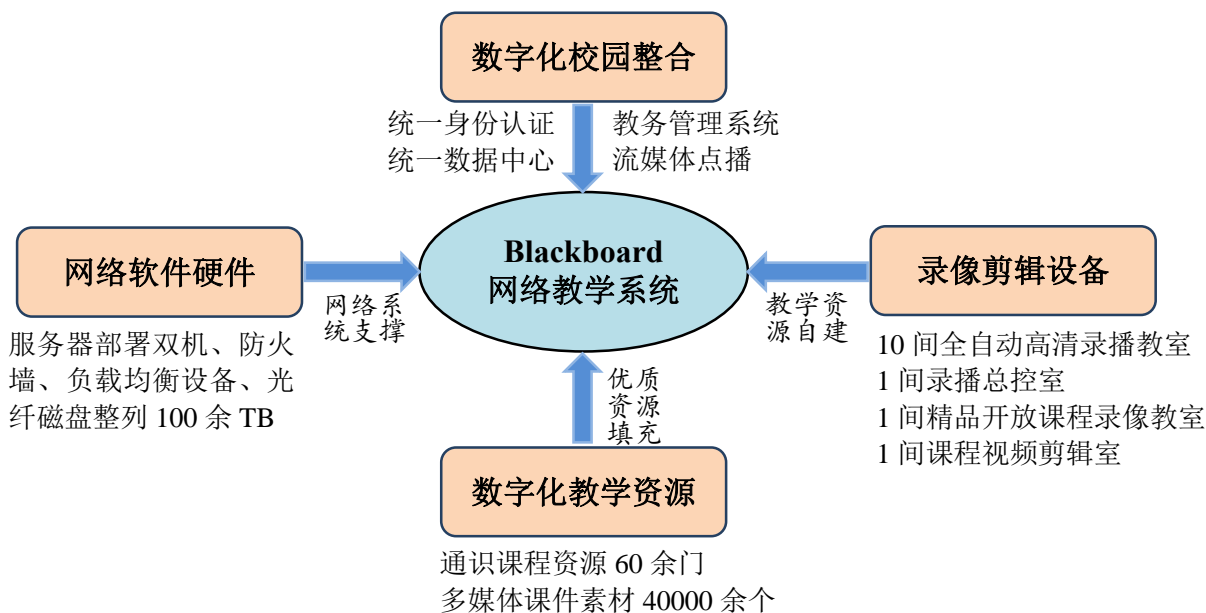 数字化校园整合
统一身份认证 教务管理系统
统一数据中心 流媒体点播
Blackboard
网络教学系统
网络软件硬件
网络系
统支撑
服务器部署双机、防火
墙、负载均衡设备、光
纤磁盘整列 100 余 TB
录像剪辑设备
教学资
源自建
10 间全自动高清录播教室
1 间录播总控室
1 间精品开放课程录像教室
1 间课程视频剪辑室
优质
资源
填充
数字化教学资源
通识课程资源 60 余门
多媒体课件素材 40000 余个